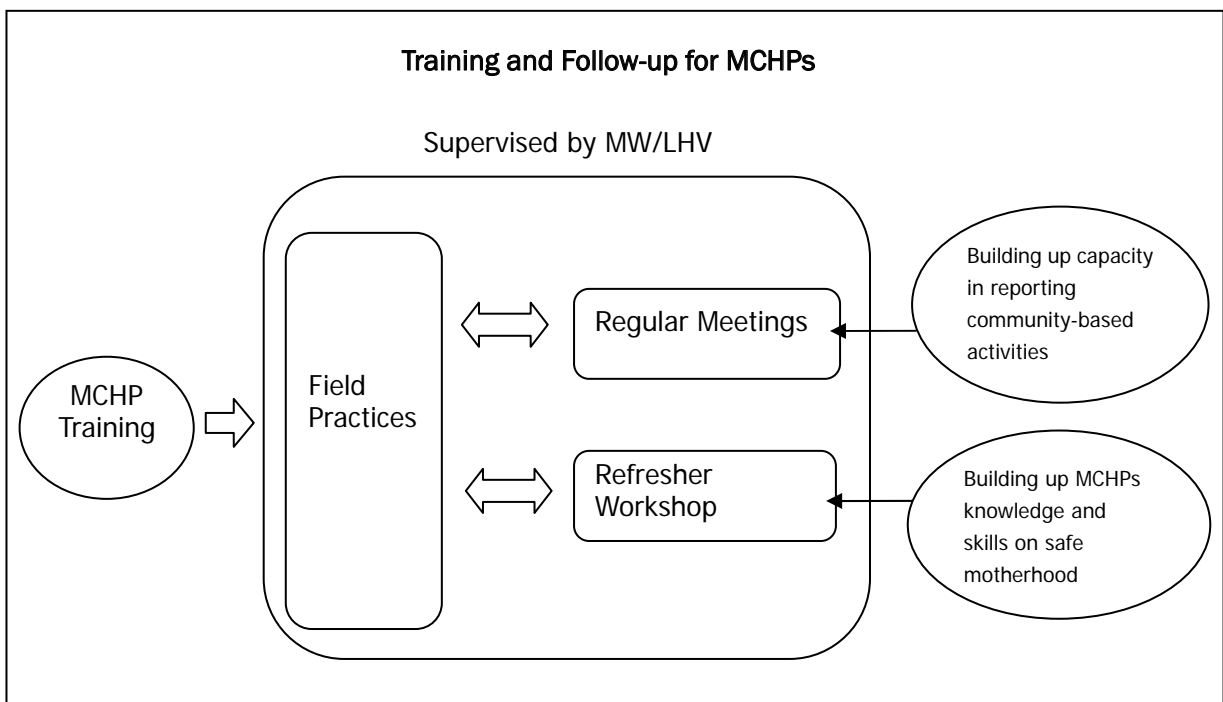 Training and Follow-up for MCHPs
Supervised by MW/LHV
MCHP
Training
Field
Practices
Regular Meetings
Refresher
Workshop
Building up capacity
in reporting
community-based
activities
Building up MCHPs
knowledge and
skills on safe
motherhood